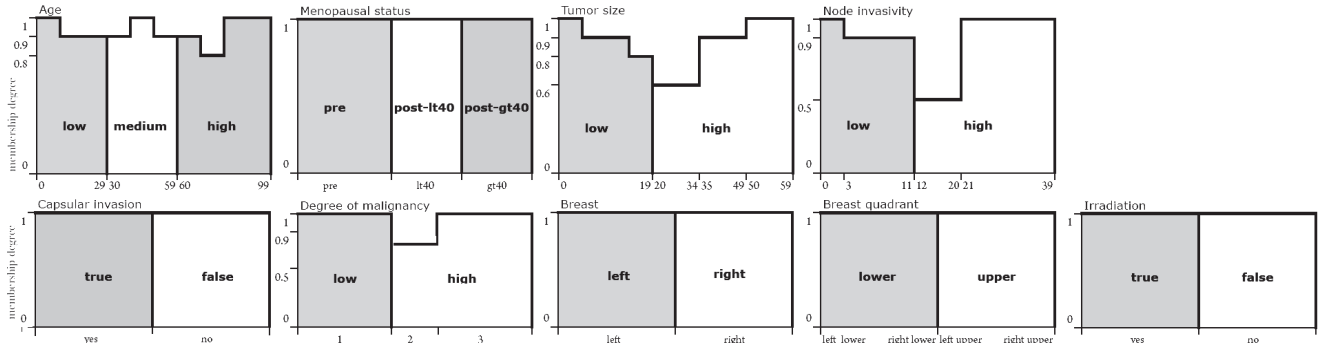 Age
Menopausal status
Tumor size
Node invasivity
membership degree
1
0.9
0.8
0
low
medium
high
0
29
30
59
60
99
1
0
pre
post-lt40
post-gt40
pre
lt40
gt40
1
0.9
0.8
0.6
0
low
high
0
19
20
34
35
49
50
59
1
0.9
0.5
0
low
high
0
3
11
12
20
21
39
Capsular invasion
Degree of malignancy
Breast
Breast quadrant
Irradiation
membership degree
1
0
true
false
yes
no
1
0.9
0.5
0
low
high
1
2
3
1
0
left
right
left
right
1
0
lower
upper
left lower
right lower
left upper
right upper
1
0
true
false
yes
no